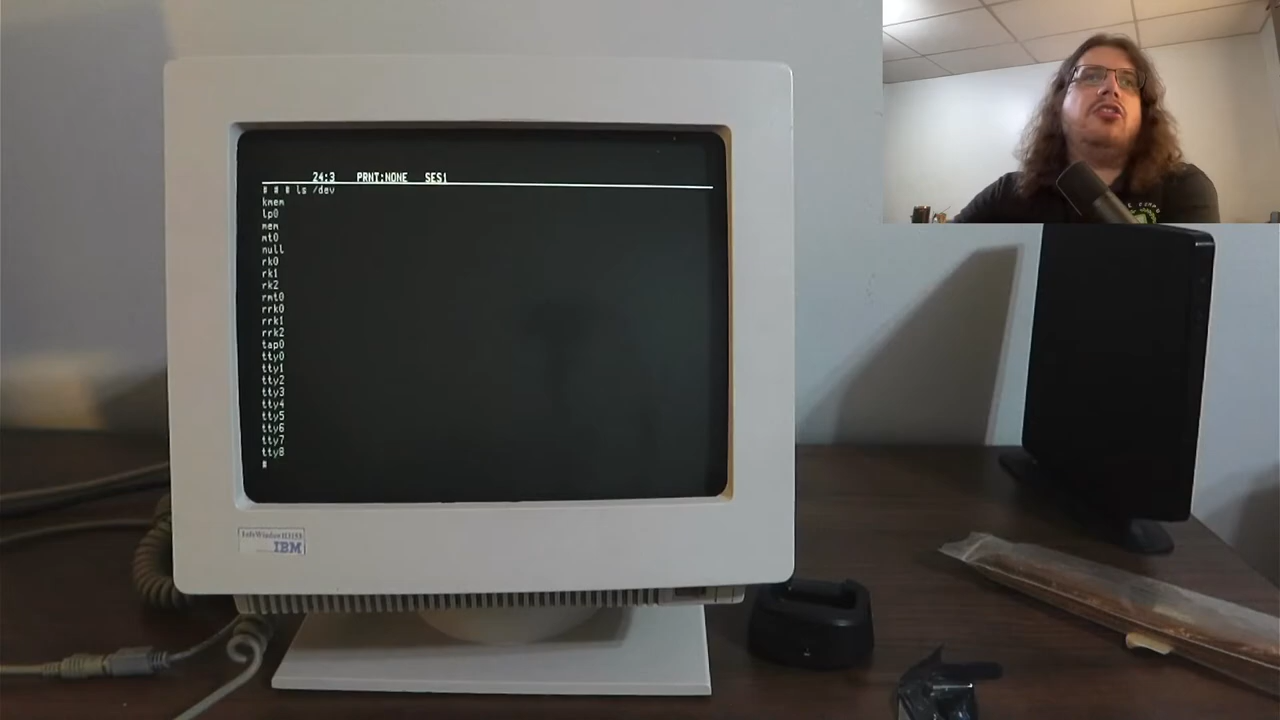 24:3 PRNT:NONE SES1
# # # ls /dev
kmem
lp0
mem
mt0
null
rk0
rk1
rk2
rmt0
rrk0
rrk1
rrk2
tap0
tty0
tty1
tty2
tty3
tty4
tty5
tty6
tty7
tty8
#
IBM